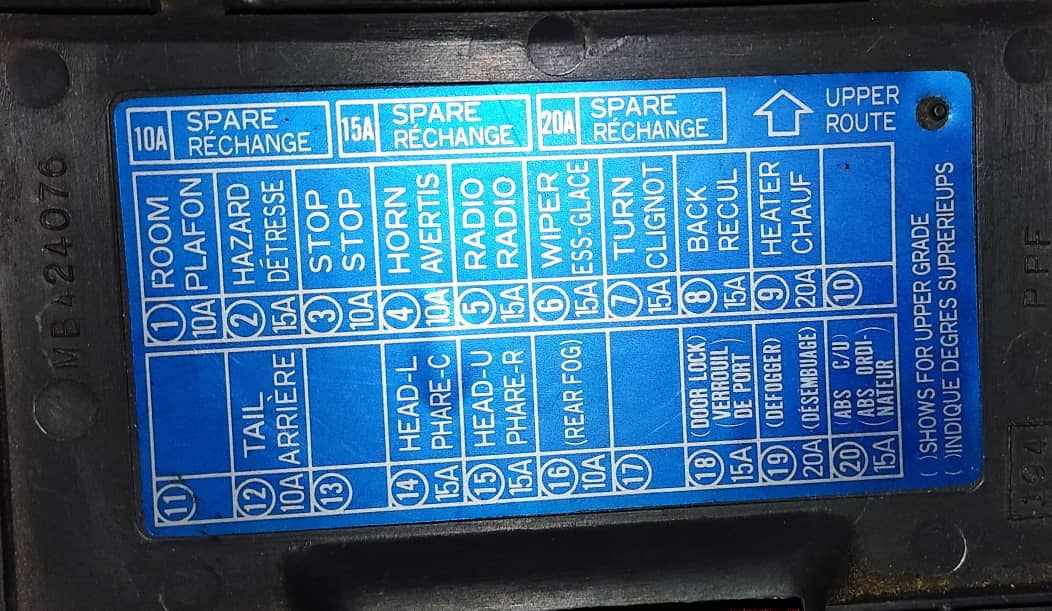 10A SPARE
RÉCHANGE
15A SPARE
RÉCHANGE
20A SPARE
RÉCHANGE
UPPER
ROUTE
1 ROOM
10A PLAFON
2 HAZARD
15A DÉTRESSE
3 STOP
10A STOP
4 HORN
10A AVERTIS
5 RADIO
15A RADIO
6 WIPER
15A ESS-GLACE
7 TURN
15A CLIGNOT
8 BACK
15A RECUL
9 HEATER
20A CHAUF
10
11
12 TAIL
10A ARRIÈRE
13
14 HEAD-L
15A PHARE-C
15 HEAD-U
15A PHARE-R
16 (REAR FOG)
10A
17
18 (DOOR LOCK)
15A (VERROUIL-
DE PORT)
19 (DEFOGGER)
20A (DÉSEMBUAGE)
20 (ABS C/U)
15A (ABS ORDI-
NATEUR)
( )SHOWS FOR UPPER GRADE
( )INDIQUE DEGRES SUPRERIEUPS
MB424076
PPF
194